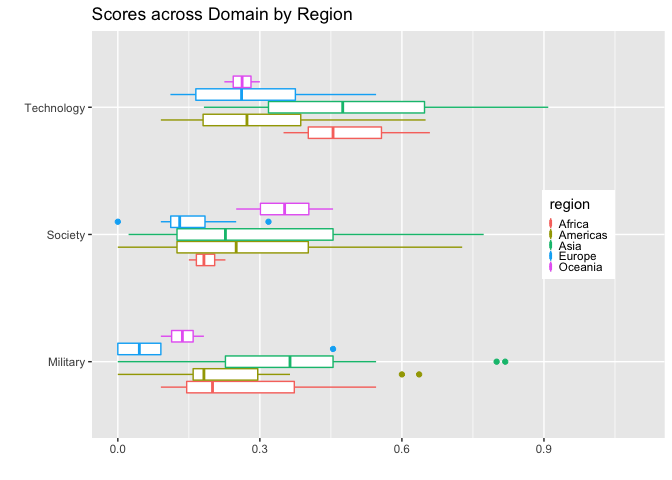 Scores across Domain by Region
Technology
Society
Military
region
Africa
Americas
Asia
Europe
Oceania
0.0 0.3 0.6 0.9